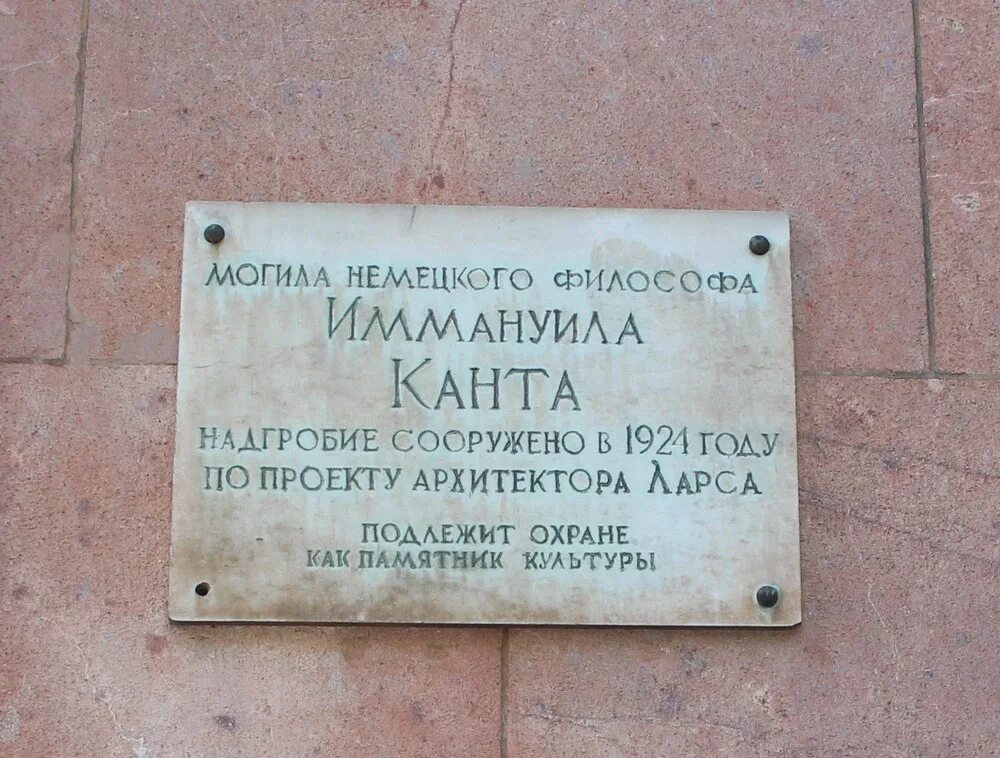 МОГИЛА НЕМЕЦКОГО ФИЛОСОФА
ИММАНУИЛА
КАНТА
НАДГРОБИЕ СООРУЖЕНО В 1924 ГОДУ
ПО ПРОЕКТУ АРХИТЕКТОРА ЛАРСА
ПОДЛЕЖИТ ОХРАНЕ
КАК ПАМЯТНИК КУЛЬТУРЫ